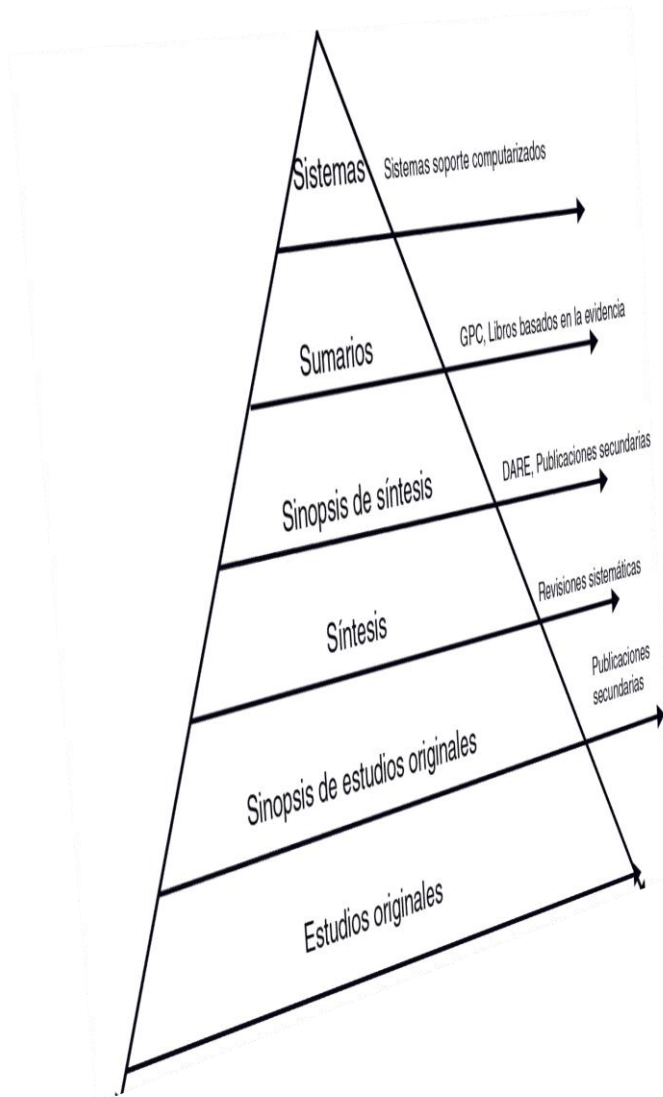 Sistemas
Sistemas soporte computarizados
Sumarios
GPC, Libros basados en la evidencia
Sinopsis de síntesis
DARE, Publicaciones secundarias
Síntesis
Revisiones sistemáticas
Sinopsis de estudios originales
Publicaciones
secundarias
Estudios originales